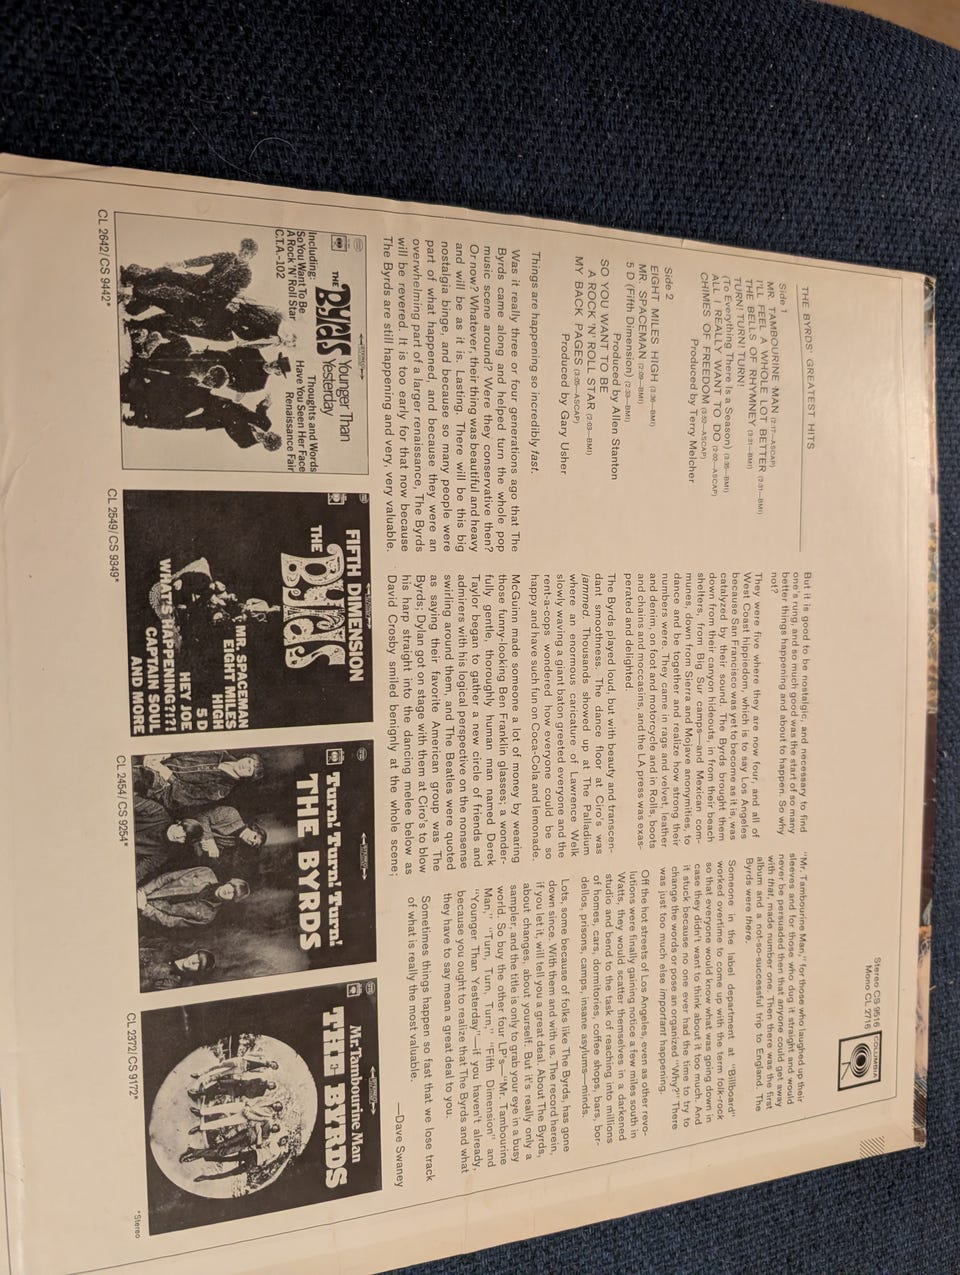 Stereo CS 9516
Mono CL 2716
COLUMBIA
THE BYRDS' GREATEST HITS
Side 1
MR. TAMBOURINE MAN (2:17—ASCAP)
I'LL FEEL A WHOLE LOT BETTER (2:31—BMI)
THE BELLS OF RHYMNEY (3:31—BMI)
TURN! TURN! TURN!
(To Everything There Is a Season) (3:35—BMI)
ALL I REALLY WANT TO DO (2:00—ASCAP)
CHIMES OF FREEDOM (3:52—ASCAP)
Produced by Terry Melcher
Side 2
EIGHT MILES HIGH (3:36—BMI)
MR. SPACEMAN (2:09—BMI)
5 D (Fifth Dimension) (2:33—BMI)
Produced by Allen Stanton
SO YOU WANT TO BE
A ROCK 'N' ROLL STAR (2:03—BMI)
MY BACK PAGES (3:05—ASCAP)
Produced by Gary Usher
Things are happening so incredibly fast.
Was it really three or four generations ago that The
Byrds came along and helped turn the whole pop
music scene around? Were they conservative then?
Or now? Whatever, their thing was beautiful and heavy
and will be as it is. Lasting. There will be this big
nostalgia binge, and because so many people were
part of what happened, and because they were an
overwhelming part of a larger renaissance, The Byrds
will be revered. It is too early for that now because
The Byrds are still happening and very, very valuable.
But it is good to be nostalgic, and necessary to find
one's rung, and so much good was the start of so many
better things happening and about to happen. So why
not?
They were five where they are now four, and all of
West Coast hippiedom, which is to say Los Angeles
because San Francisco was yet to become as it is, was
catalyzed by their sound. The Byrds brought them
down from their canyon hideouts, in from their beach
shelters, from Big Sur camps—and Mexican com-
munes, down from Sierra and Mojave anonymities, to
dance and be together and realize how strong their
numbers were. They came in rags and velvet, leather
and denim, on foot and motorcycle and in Rolls, boots
and chains and moccasins, and the LA press was exas-
perated and delighted.
The Byrds played loud, but with beauty and transcen-
dant smoothness. The dance floor at Ciro's was
jammed. Thousands showed up at The Palladium
where an enormous caricature of Lawrence Welk
slowly waving a giant baton greeted everyone and the
rent-a-cops wondered how everyone could be so
happy and have such fun on Coca-Cola and lemonade.
McGuinn made someone a lot of money by wearing
those funny-looking Ben Franklin glasses; a wonder-
fully gentle, thoroughly human man named Derek
Taylor began to gather a new circle of friends and
admirers with his logical perspective on the nonsense
swirling around them, and The Beatles were quoted
as saying their favorite American group was The
Byrds; Dylan got on stage with them at Ciro's to blow
his harp straight into the dancing melee below as
David Crosby smiled benignly at the whole scene;
"Mr. Tambourine Man," for those who laughed up their
sleeves and for those who dug it straight and would
never be persuaded then that anyone could get away
with that, made number one. Then there was the first
album and a not-so-successful trip to England. The
Byrds were there.
Someone in the label department at "Billboard"
worked overtime to come up with the term folk-rock
so that everyone would know what was going down in
case they didn't want to think about it too much. And
it stuck because no one ever had the time to try to
change the words or pose an organized "Why?" There
was just too much else important happening.
Off the hot streets of Los Angeles, even as other revo-
lutions were finally gaining notice a few miles south in
Watts, they would scatter themselves in a darkened
studio and bend to the task of reaching into millions
of homes, cars, dormitories, coffee shops, bars, bor-
dellos, prisons, camps, insane asylums—minds.
Lots, some because of folks like The Byrds, has gone
down since. With them and with us. The record herein,
if you let it, will tell you a great deal. About The Byrds,
about changes, about yourself. But it's really only a
sampler, and the title is only to grab your eye in a busy
world. So buy the other four LP's—"Mr. Tambourine
Man," "Turn, Turn, Turn," "Fifth Dimension" and
"Younger Than Yesterday"—if you haven't already,
because you ought to realize that The Byrds and what
they have to say mean a great deal to you.
Sometimes things happen so fast that we lose track
of what is really the most valuable.
—Dave Swaney
THE BYRDS Younger Than
Yesterday
Including:
So You Want To Be
A Rock 'N' Roll Star
C.T.A.-102
Thoughts and Words
Have You Seen Her Face
Renaissance Fair
CL 2642/CS 9442*
FIFTH DIMENSION
THE
BYRDS
MR. SPACEMAN
EIGHT MILES
HIGH
5 D
HEY JOE
WHAT'S HAPPENING?!?!
CAPTAIN SOUL
AND MORE
CL 2549/CS 9349*
Turn! Turn! Turn!
THE BYRDS
CL 2454/CS 9254*
Mr. Tambourine Man
THE BYRDS
CL 2372/CS 9172*
*Stereo